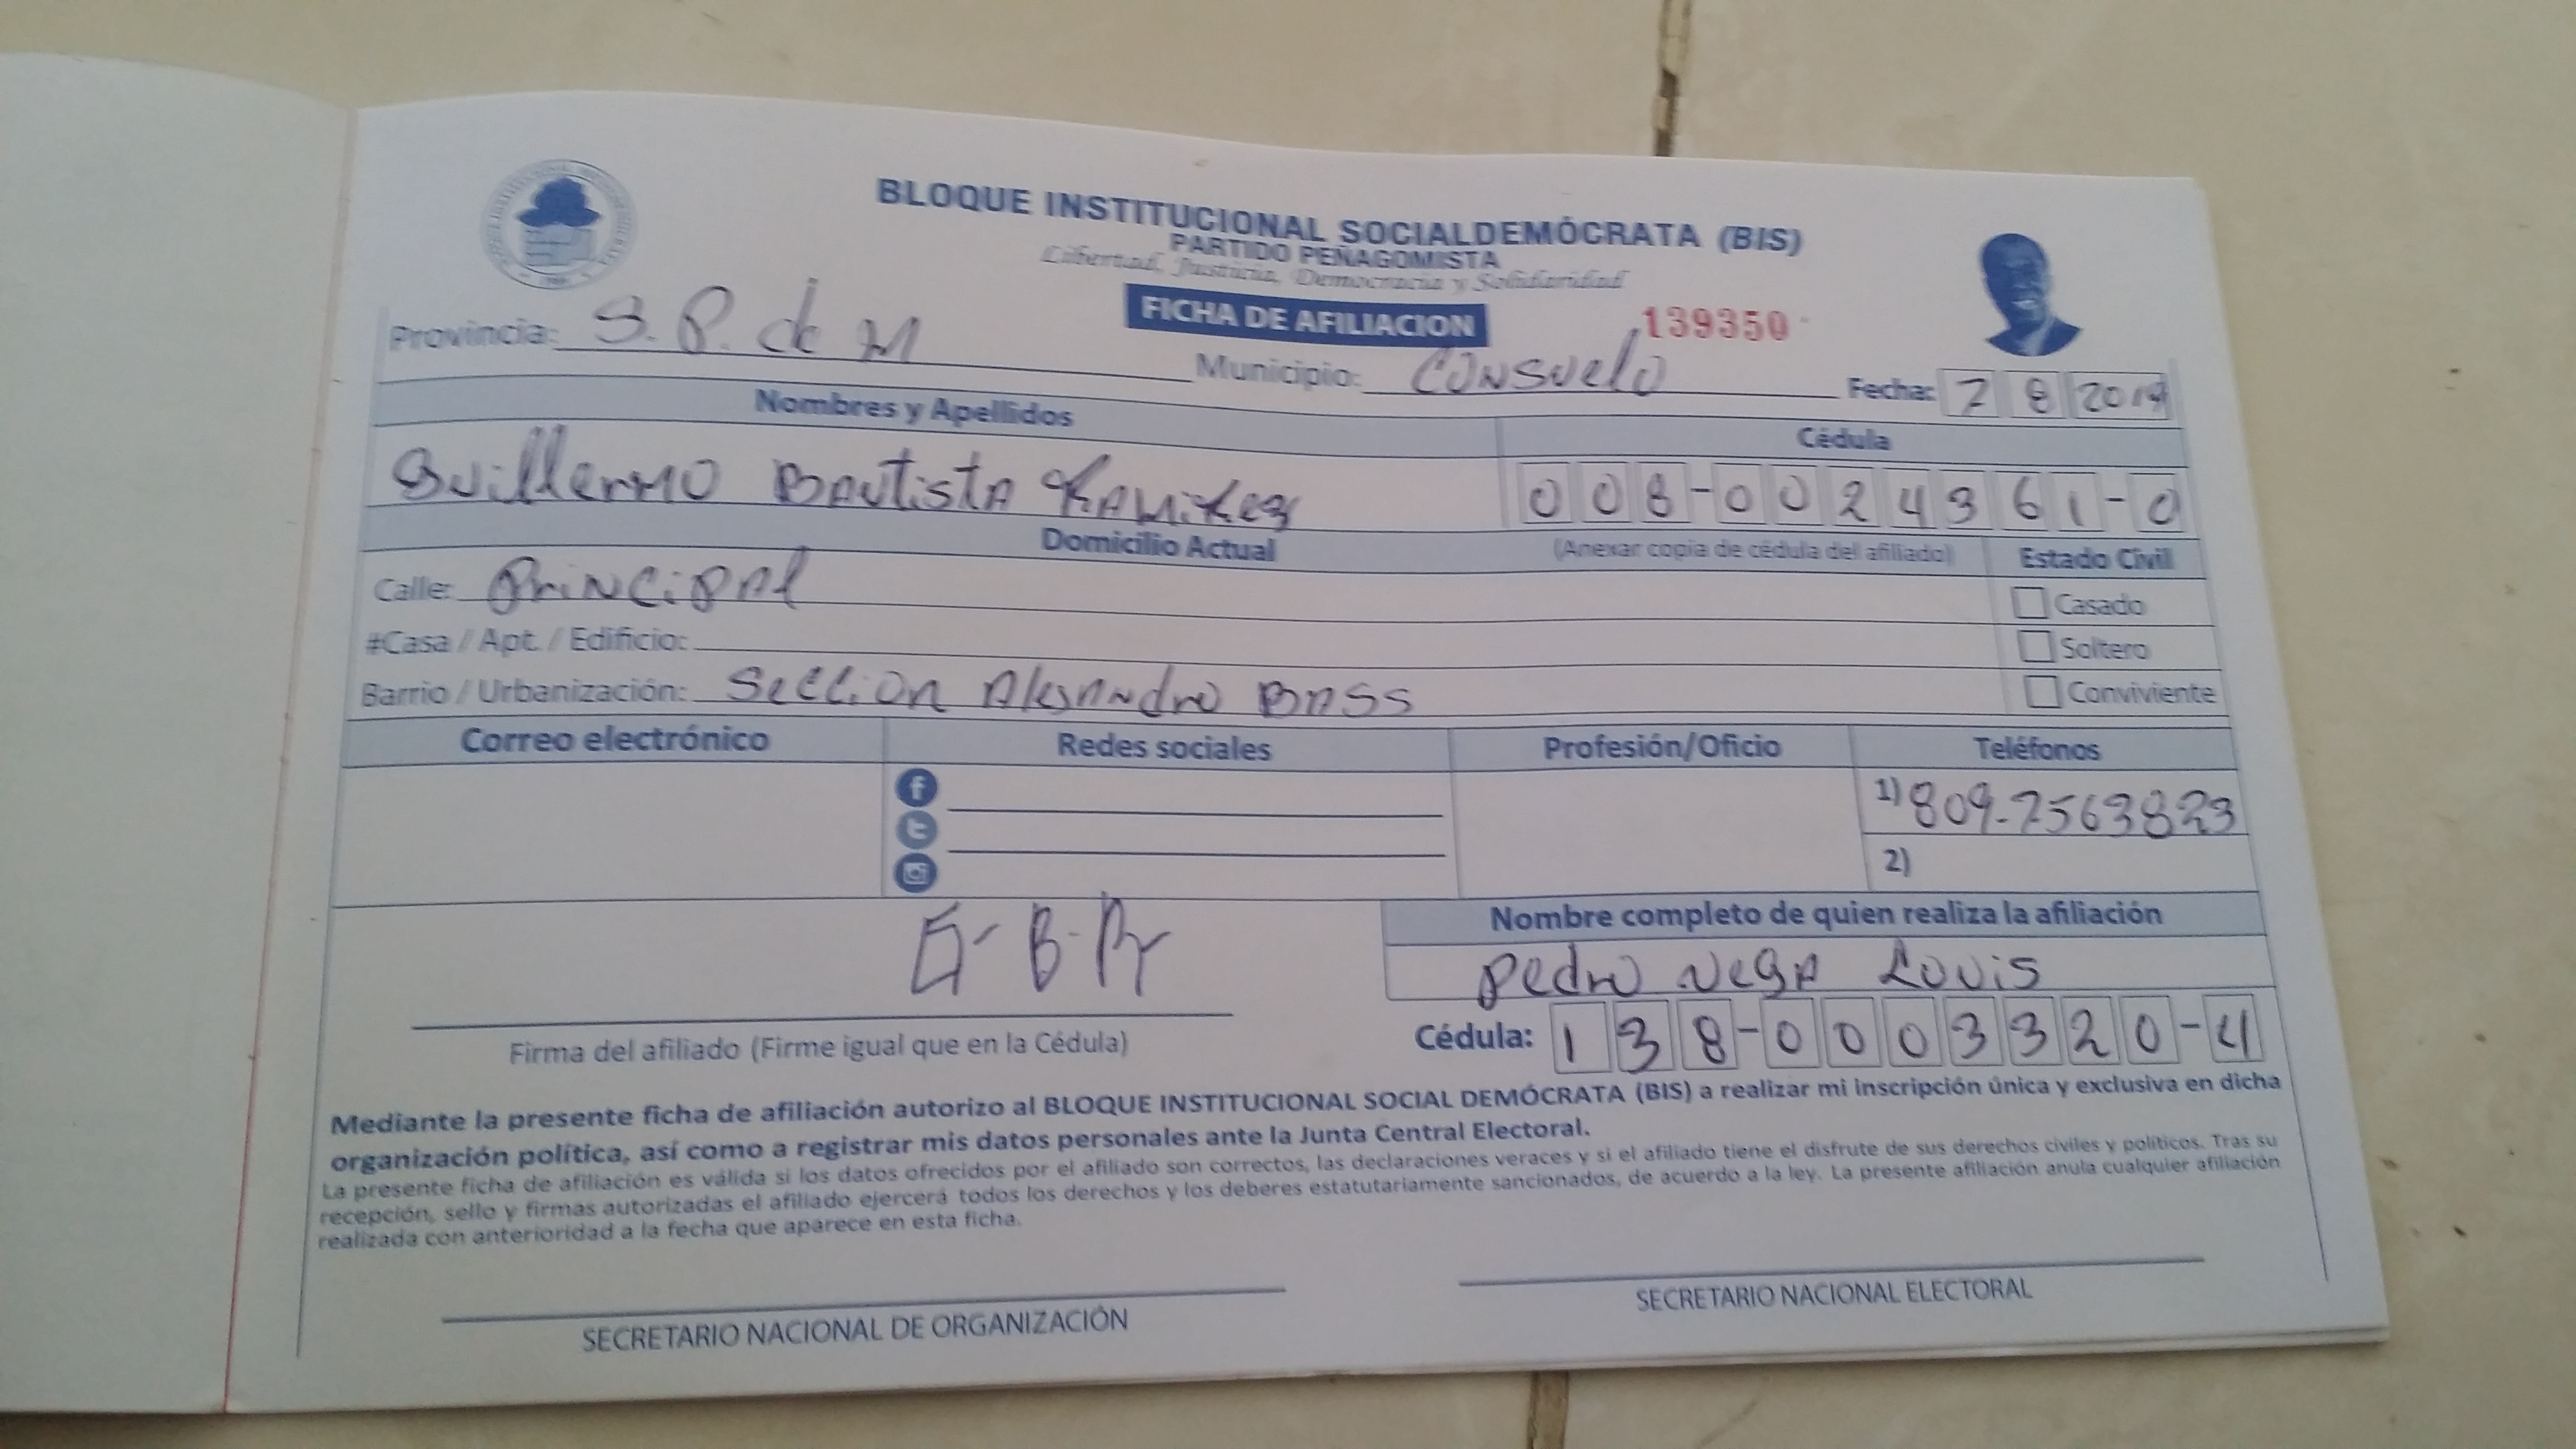 BLOQUE INSTITUCIONAL SOCIALDEMÓCRATA (BIS)
PARTIDO PEÑAGOMISTA
Libertad, Justicia, Democracia y Solidaridad
FICHA DE AFILIACION
139350
Provincia: S. P. de M
Municipio: Consuelo
Fecha: 7 8 2019
Nombres y Apellidos
Cédula
Guillermo Bautista Ramirez
008-0024361-0
Domicilio Actual
(Anexar copia de cédula del afiliado)
Estado Civil
Calle: Principal
Casado
#Casa / Apt. / Edificio:
Soltero
Barrio / Urbanización: Seccion Alejandro Bass
Conviviente
Correo electrónico
Redes sociales
Profesión/Oficio
Teléfonos
1) 809-7563823
2)
Nombre completo de quien realiza la afiliación
Pedro Vega Louis
Cédula: 138-0003320-4
Firma del afiliado (Firme igual que en la Cédula)
Mediante la presente ficha de afiliación autorizo al BLOQUE INSTITUCIONAL SOCIAL DEMÓCRATA (BIS) a realizar mi inscripción única y exclusiva en dicha
organización política, así como a registrar mis datos personales ante la Junta Central Electoral.
La presente ficha de afiliación es válida si los datos ofrecidos por el afiliado son correctos, las declaraciones veraces y si el afiliado tiene el disfrute de sus derechos civiles y políticos. Tras su
recepción, sello y firmas autorizadas el afiliado ejercerá todos los derechos y los deberes estatutariamente sancionados, de acuerdo a la ley. La presente afiliación anula cualquier afiliación
realizada con anterioridad a la fecha que aparece en esta ficha.
SECRETARIO NACIONAL DE ORGANIZACIÓN
SECRETARIO NACIONAL ELECTORAL